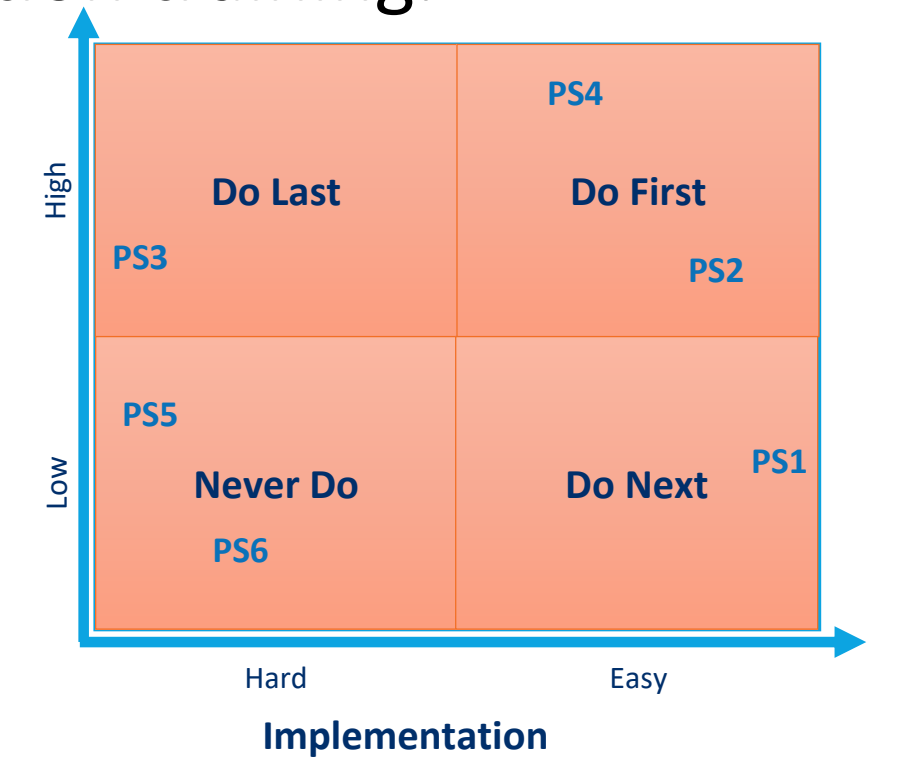 High
PS4
Do Last
Do First
PS3
PS2
Low
PS5
PS1
Never Do
Do Next
PS6
Hard
Easy
Implementation